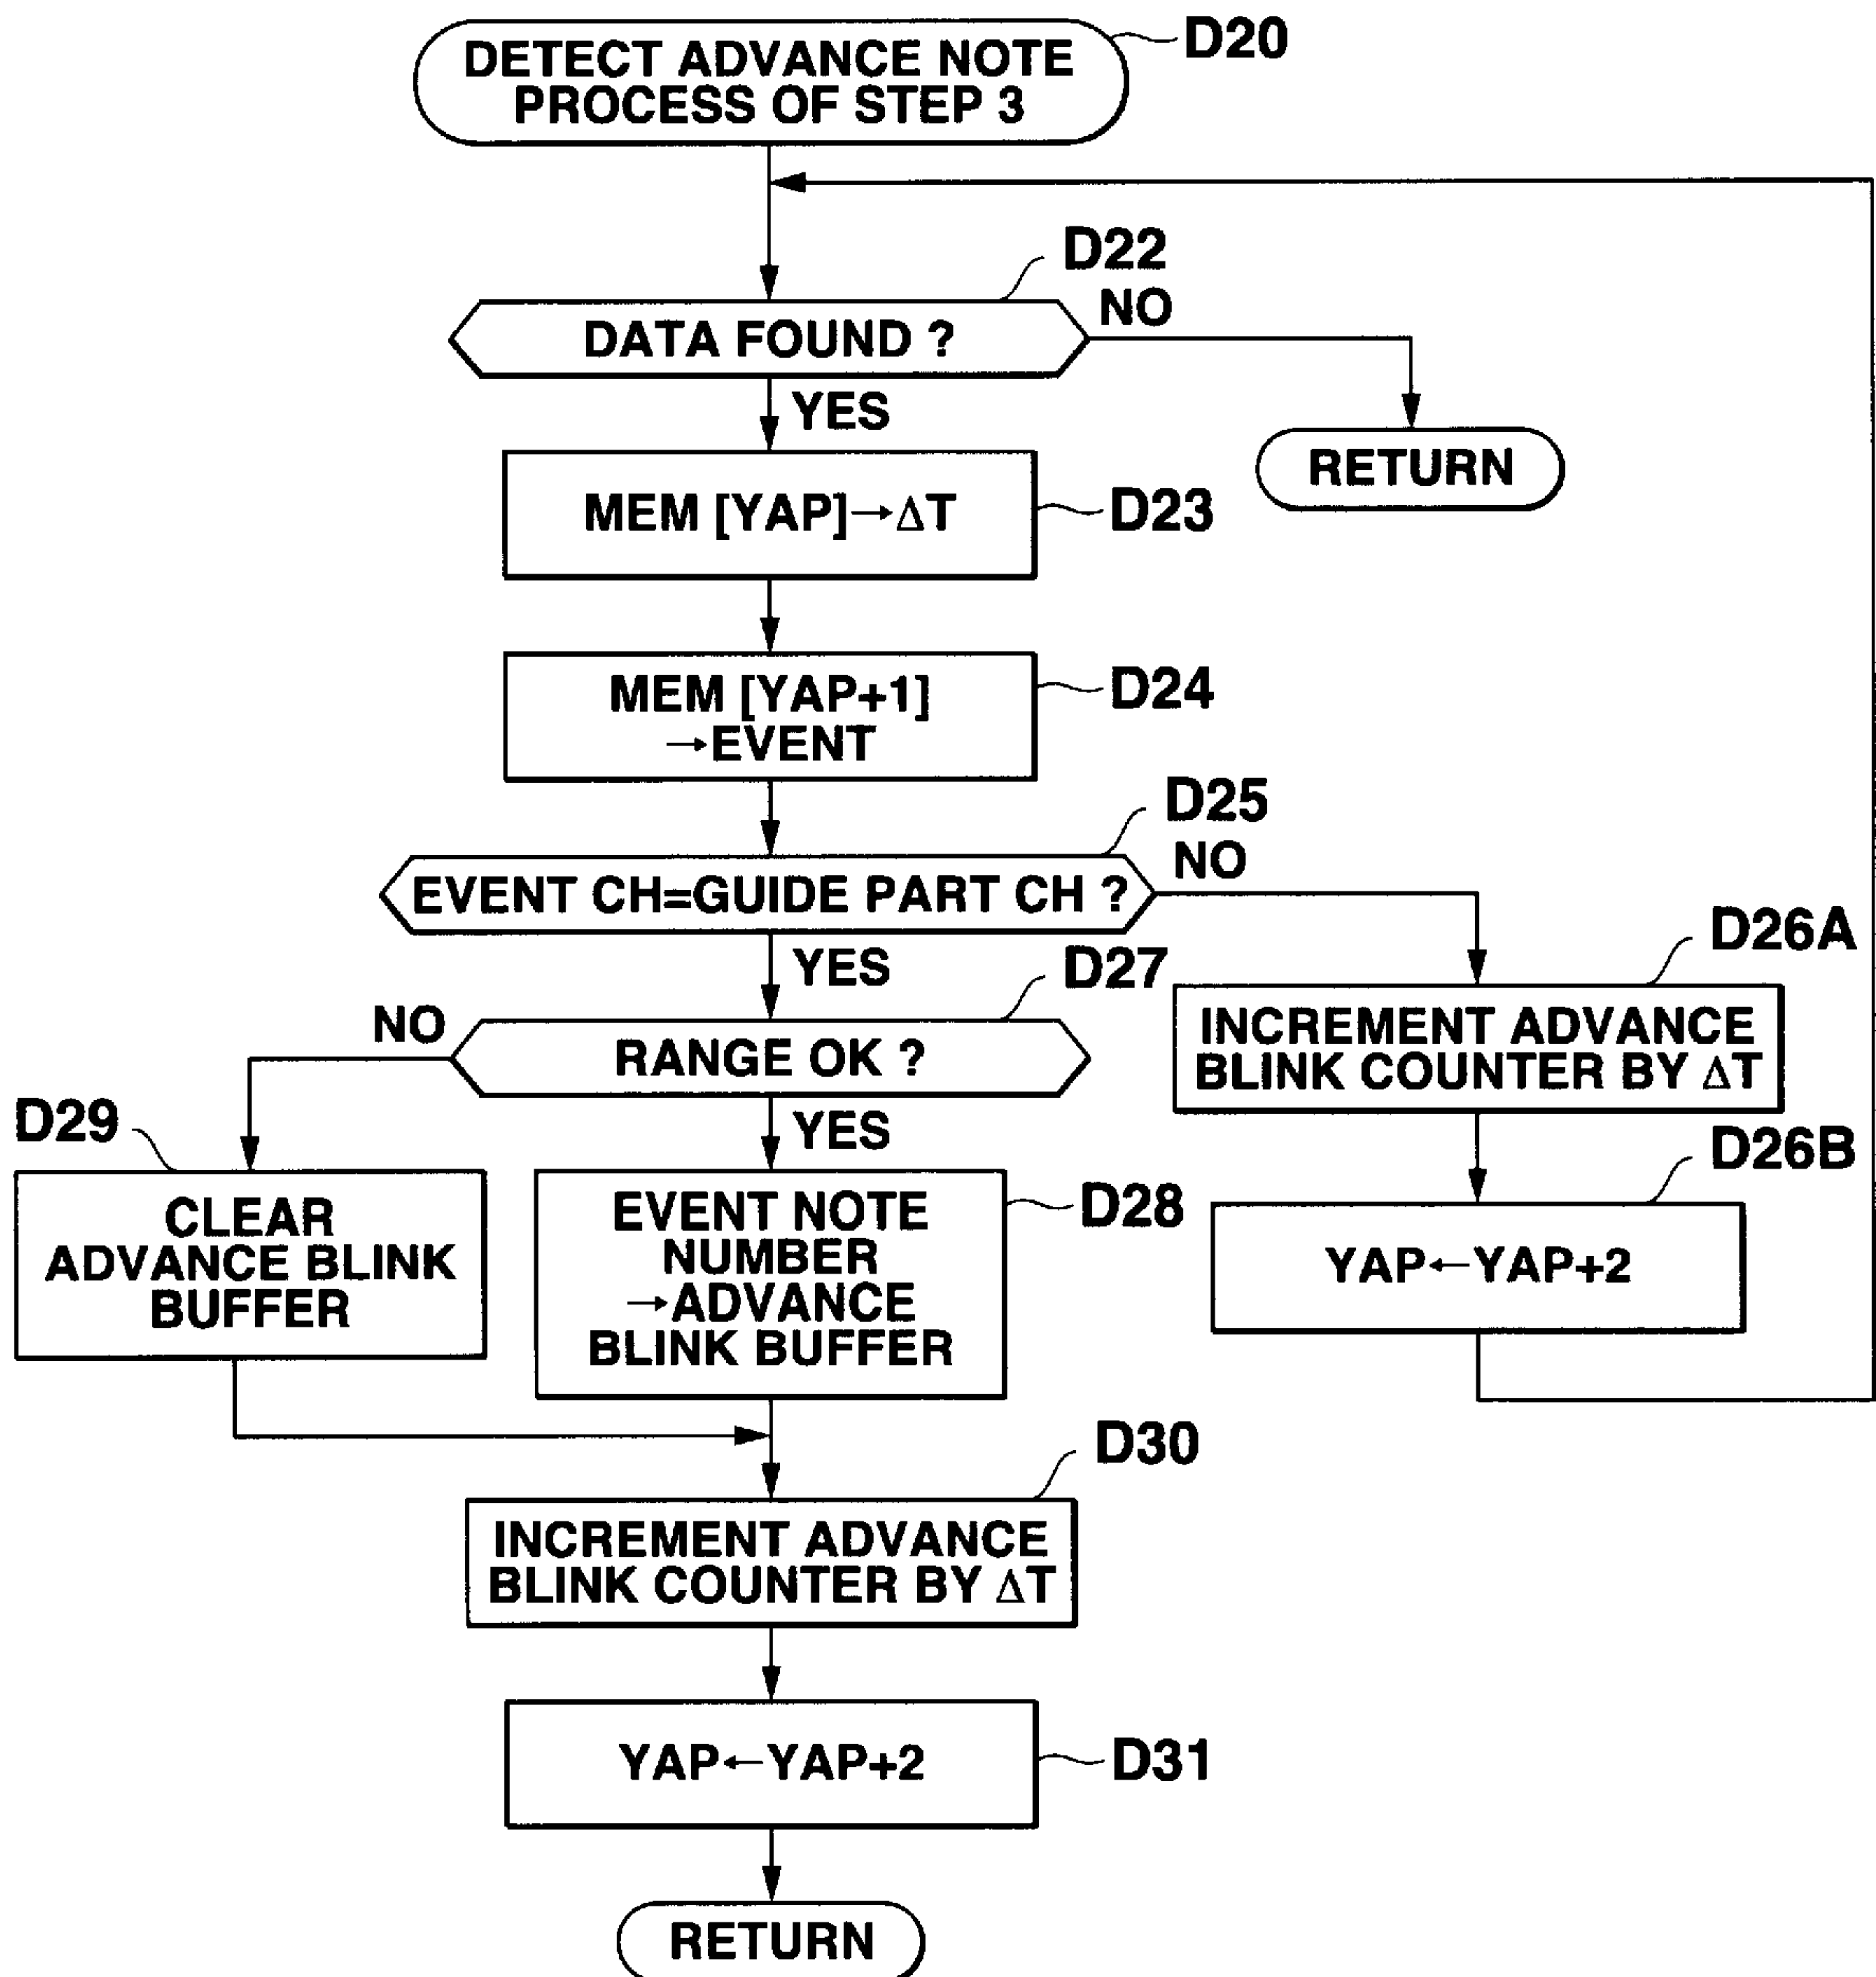 DETECT ADVANCE NOTE
PROCESS OF STEP 3
D20
D22
DATA FOUND ?
NO
YES
RETURN
MEM [YAP]→ΔT
D23
MEM [YAP+1]
→EVENT
D24
D25
EVENT CH=GUIDE PART CH ?
NO
YES
D26A
INCREMENT ADVANCE
BLINK COUNTER BY ΔT
D26B
YAP←YAP+2
D27
RANGE OK ?
NO
YES
D29
CLEAR
ADVANCE BLINK
BUFFER
EVENT NOTE
NUMBER
→ADVANCE
BLINK BUFFER
D28
D30
INCREMENT ADVANCE
BLINK COUNTER BY ΔT
YAP←YAP+2
D31
RETURN